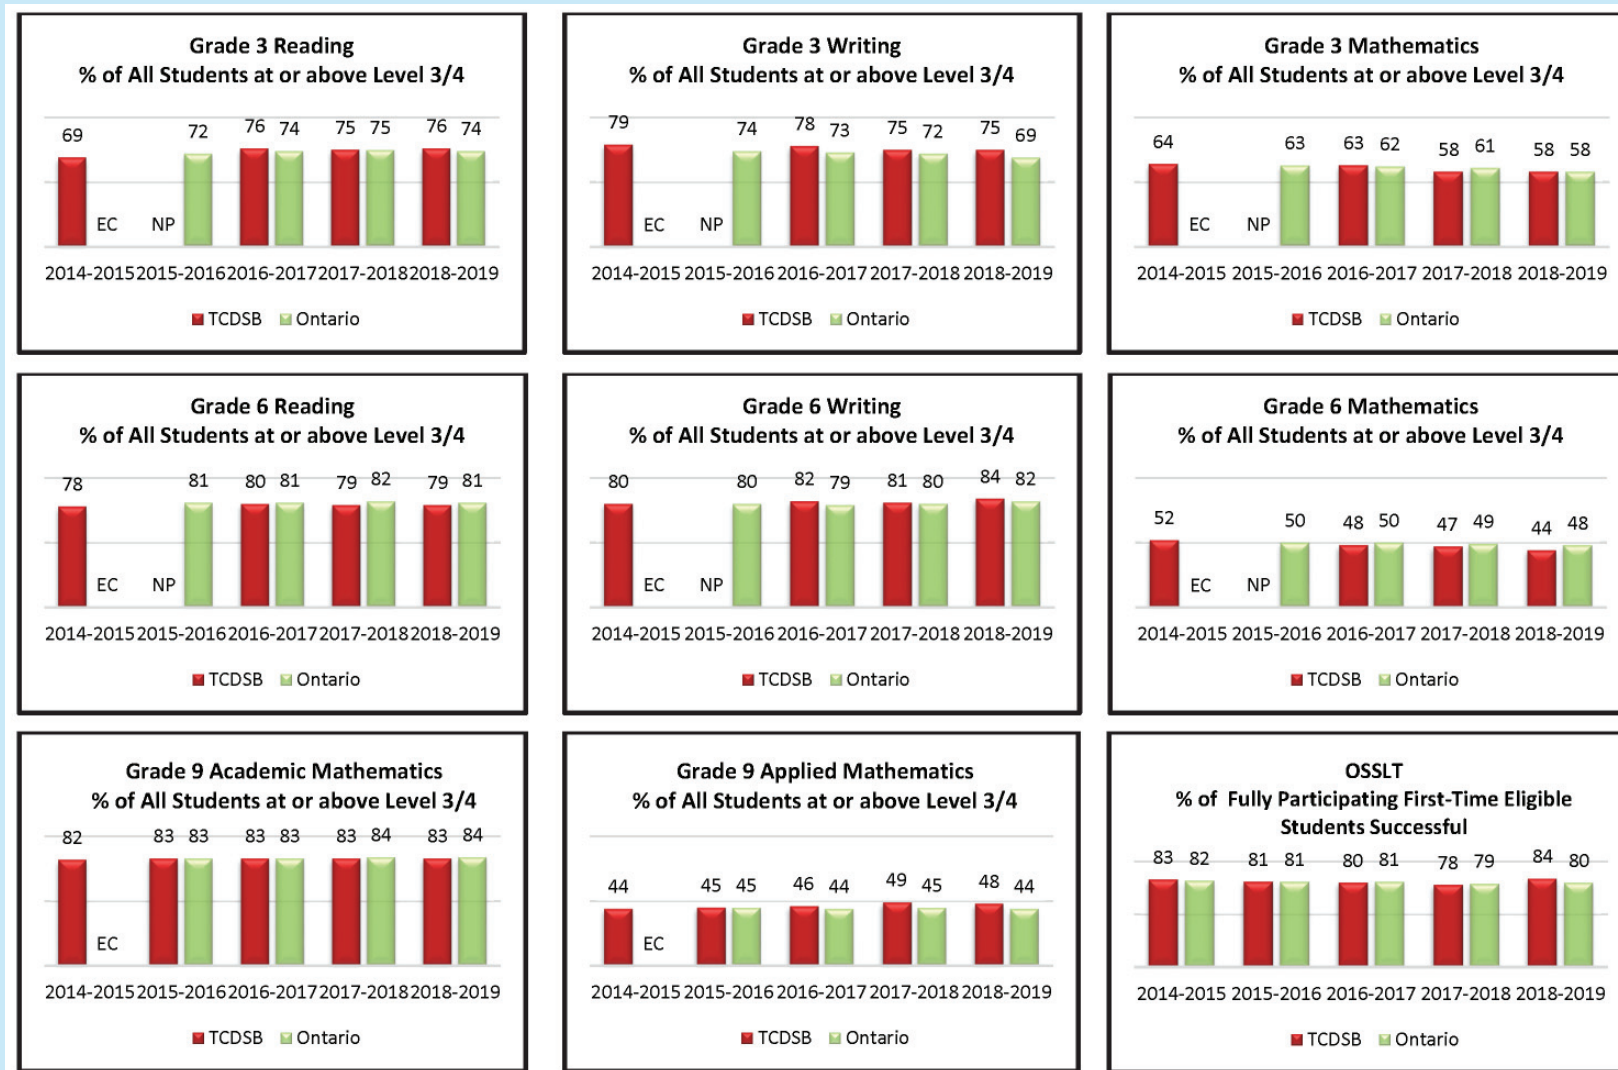 Grade 3 Reading
% of All Students at or above Level 3/4
69 EC NP 72 76 74 75 75 76 74
2014-2015 2015-2016 2016-2017 2017-2018 2018-2019
TCDSB Ontario
Grade 3 Writing
% of All Students at or above Level 3/4
79 EC NP 74 78 73 75 72 75 69
2014-2015 2015-2016 2016-2017 2017-2018 2018-2019
TCDSB Ontario
Grade 3 Mathematics
% of All Students at or above Level 3/4
64 EC NP 63 63 62 58 61 58 58
2014-2015 2015-2016 2016-2017 2017-2018 2018-2019
TCDSB Ontario
Grade 6 Reading
% of All Students at or above Level 3/4
78 EC NP 81 80 81 79 82 79 81
2014-2015 2015-2016 2016-2017 2017-2018 2018-2019
TCDSB Ontario
Grade 6 Writing
% of All Students at or above Level 3/4
80 EC NP 80 82 79 81 80 84 82
2014-2015 2015-2016 2016-2017 2017-2018 2018-2019
TCDSB Ontario
Grade 6 Mathematics
% of All Students at or above Level 3/4
52 EC NP 50 48 50 47 49 44 48
2014-2015 2015-2016 2016-2017 2017-2018 2018-2019
TCDSB Ontario
Grade 9 Academic Mathematics
% of All Students at or above Level 3/4
82 EC 83 83 83 83 83 84 83 84
2014-2015 2015-2016 2016-2017 2017-2018 2018-2019
TCDSB Ontario
Grade 9 Applied Mathematics
% of All Students at or above Level 3/4
44 EC 45 45 46 44 49 45 48 44
2014-2015 2015-2016 2016-2017 2017-2018 2018-2019
TCDSB Ontario
OSSLT
% of Fully Participating First-Time Eligible
Students Successful
83 82 81 81 80 81 78 79 84 80
2014-2015 2015-2016 2016-2017 2017-2018 2018-2019
TCDSB Ontario